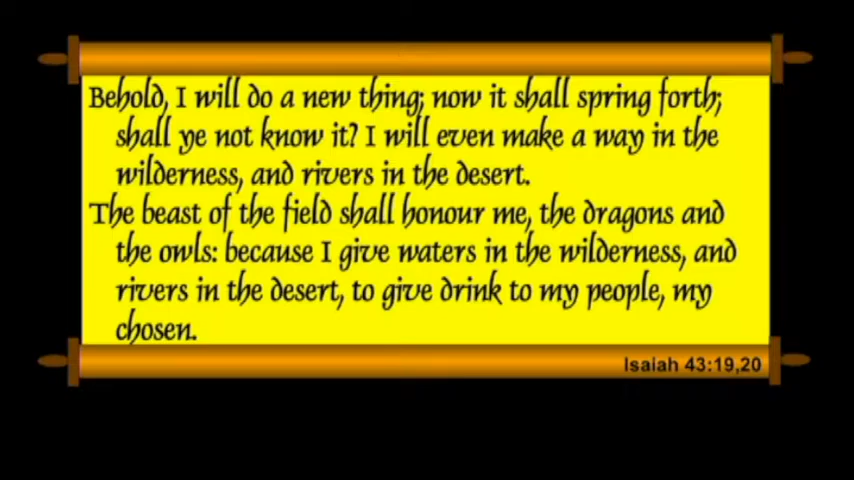 Behold, I will do a new thing; now it shall spring forth;
shall ye not know it? I will even make a way in the
wilderness, and rivers in the desert.
The beast of the field shall honour me, the dragons and
the owls: because I give waters in the wilderness, and
rivers in the desert, to give drink to my people, my
chosen.
Isaiah 43:19,20